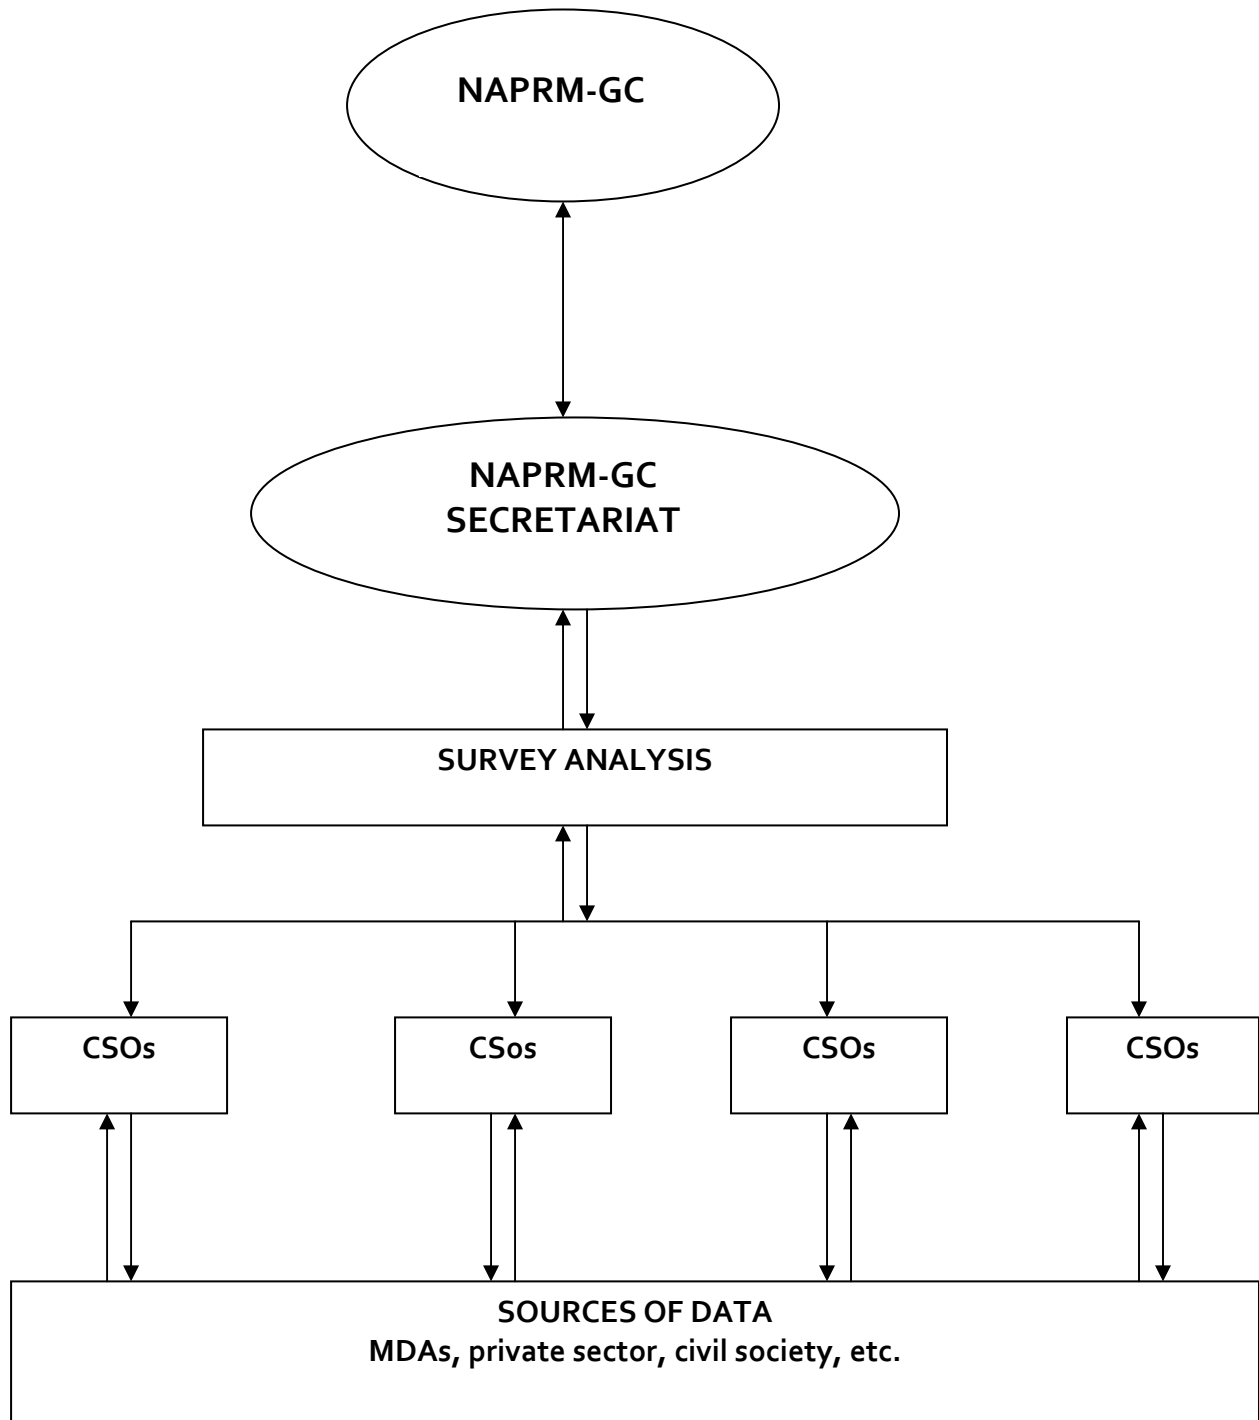 NAPRM-GC
NAPRM-GC
SECRETARIAT
SURVEY ANALYSIS
CSOs
CSos
CSOs
CSOs
SOURCES OF DATA
MDAs, private sector, civil society, etc.